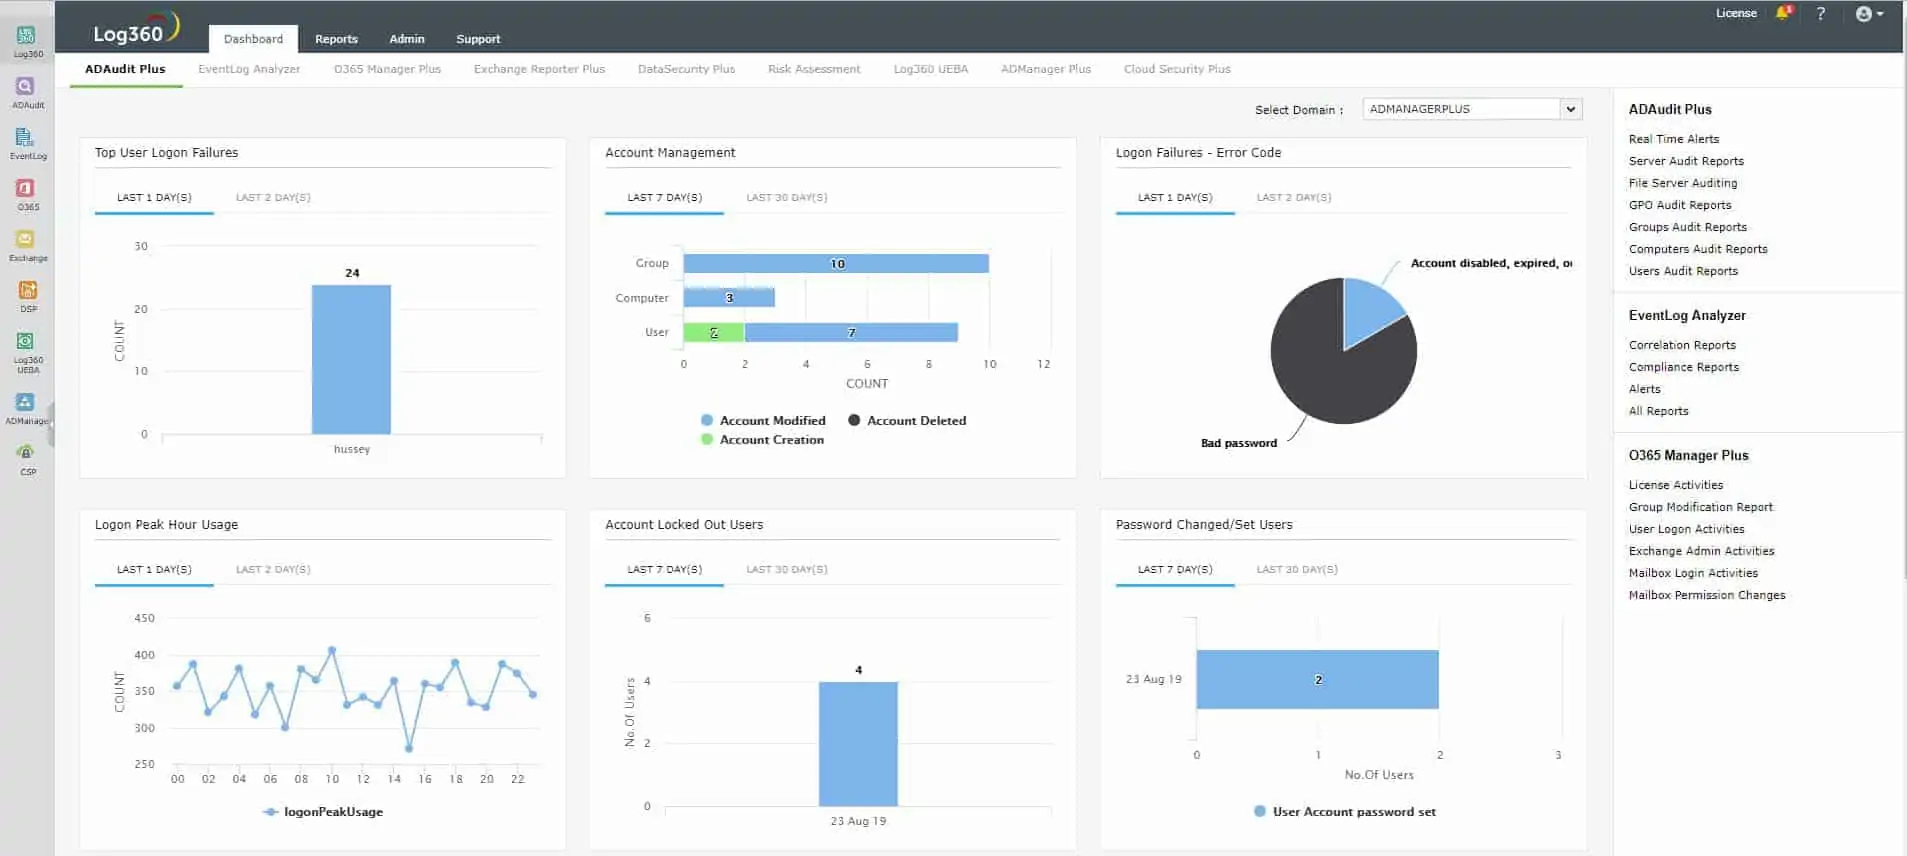 License
1
?
Log360
Dashboard
Reports
Admin
Support
Log360
ADAudit
EventLog
O365
Exchange
DSP
Log360
UEBA
ADManage
CSP
ADAudit Plus
EventLog Analyzer
O365 Manager Plus
Exchange Reporter Plus
DataSecurity Plus
Risk Assessment
Log360 UEBA
ADManager Plus
Cloud Security Plus
Select Domain :
ADMANAGERPLUS
Top User Logon Failures
LAST 1 DAY(S)
LAST 2 DAY(S)
COUNT
30
20
10
0
24
hussey
Account Management
LAST 7 DAY(S)
LAST 30 DAY(S)
Group
10
Computer
3
User
2
7
0 2 4 6 8 10 12
COUNT
Account Modified
Account Deleted
Account Creation
Logon Failures - Error Code
LAST 1 DAY(S)
LAST 2 DAY(S)
Account disabled, expired,
Bad password
Logon Peak Hour Usage
LAST 1 DAY(S)
LAST 2 DAY(S)
COUNT
450
400
350
300
250
00 02 04 06 08 10 12 14 16 18 20 22
logonPeakUsage
Account Locked Out Users
LAST 7 DAY(S)
LAST 30 DAY(S)
No.Of Users
6
4
2
0
4
23 Aug 19
Password Changed/Set Users
LAST 7 DAY(S)
LAST 30 DAY(S)
23 Aug 19
2
0 1 2 3
No.Of Users
User Account password set
ADAudit Plus
Real Time Alerts
Server Audit Reports
File Server Auditing
GPO Audit Reports
Groups Audit Reports
Computers Audit Reports
Users Audit Reports
EventLog Analyzer
Correlation Reports
Compliance Reports
Alerts
All Reports
O365 Manager Plus
License Activities
Group Modification Report
User Logon Activities
Exchange Admin Activities
Mailbox Login Activities
Mailbox Permission Changes